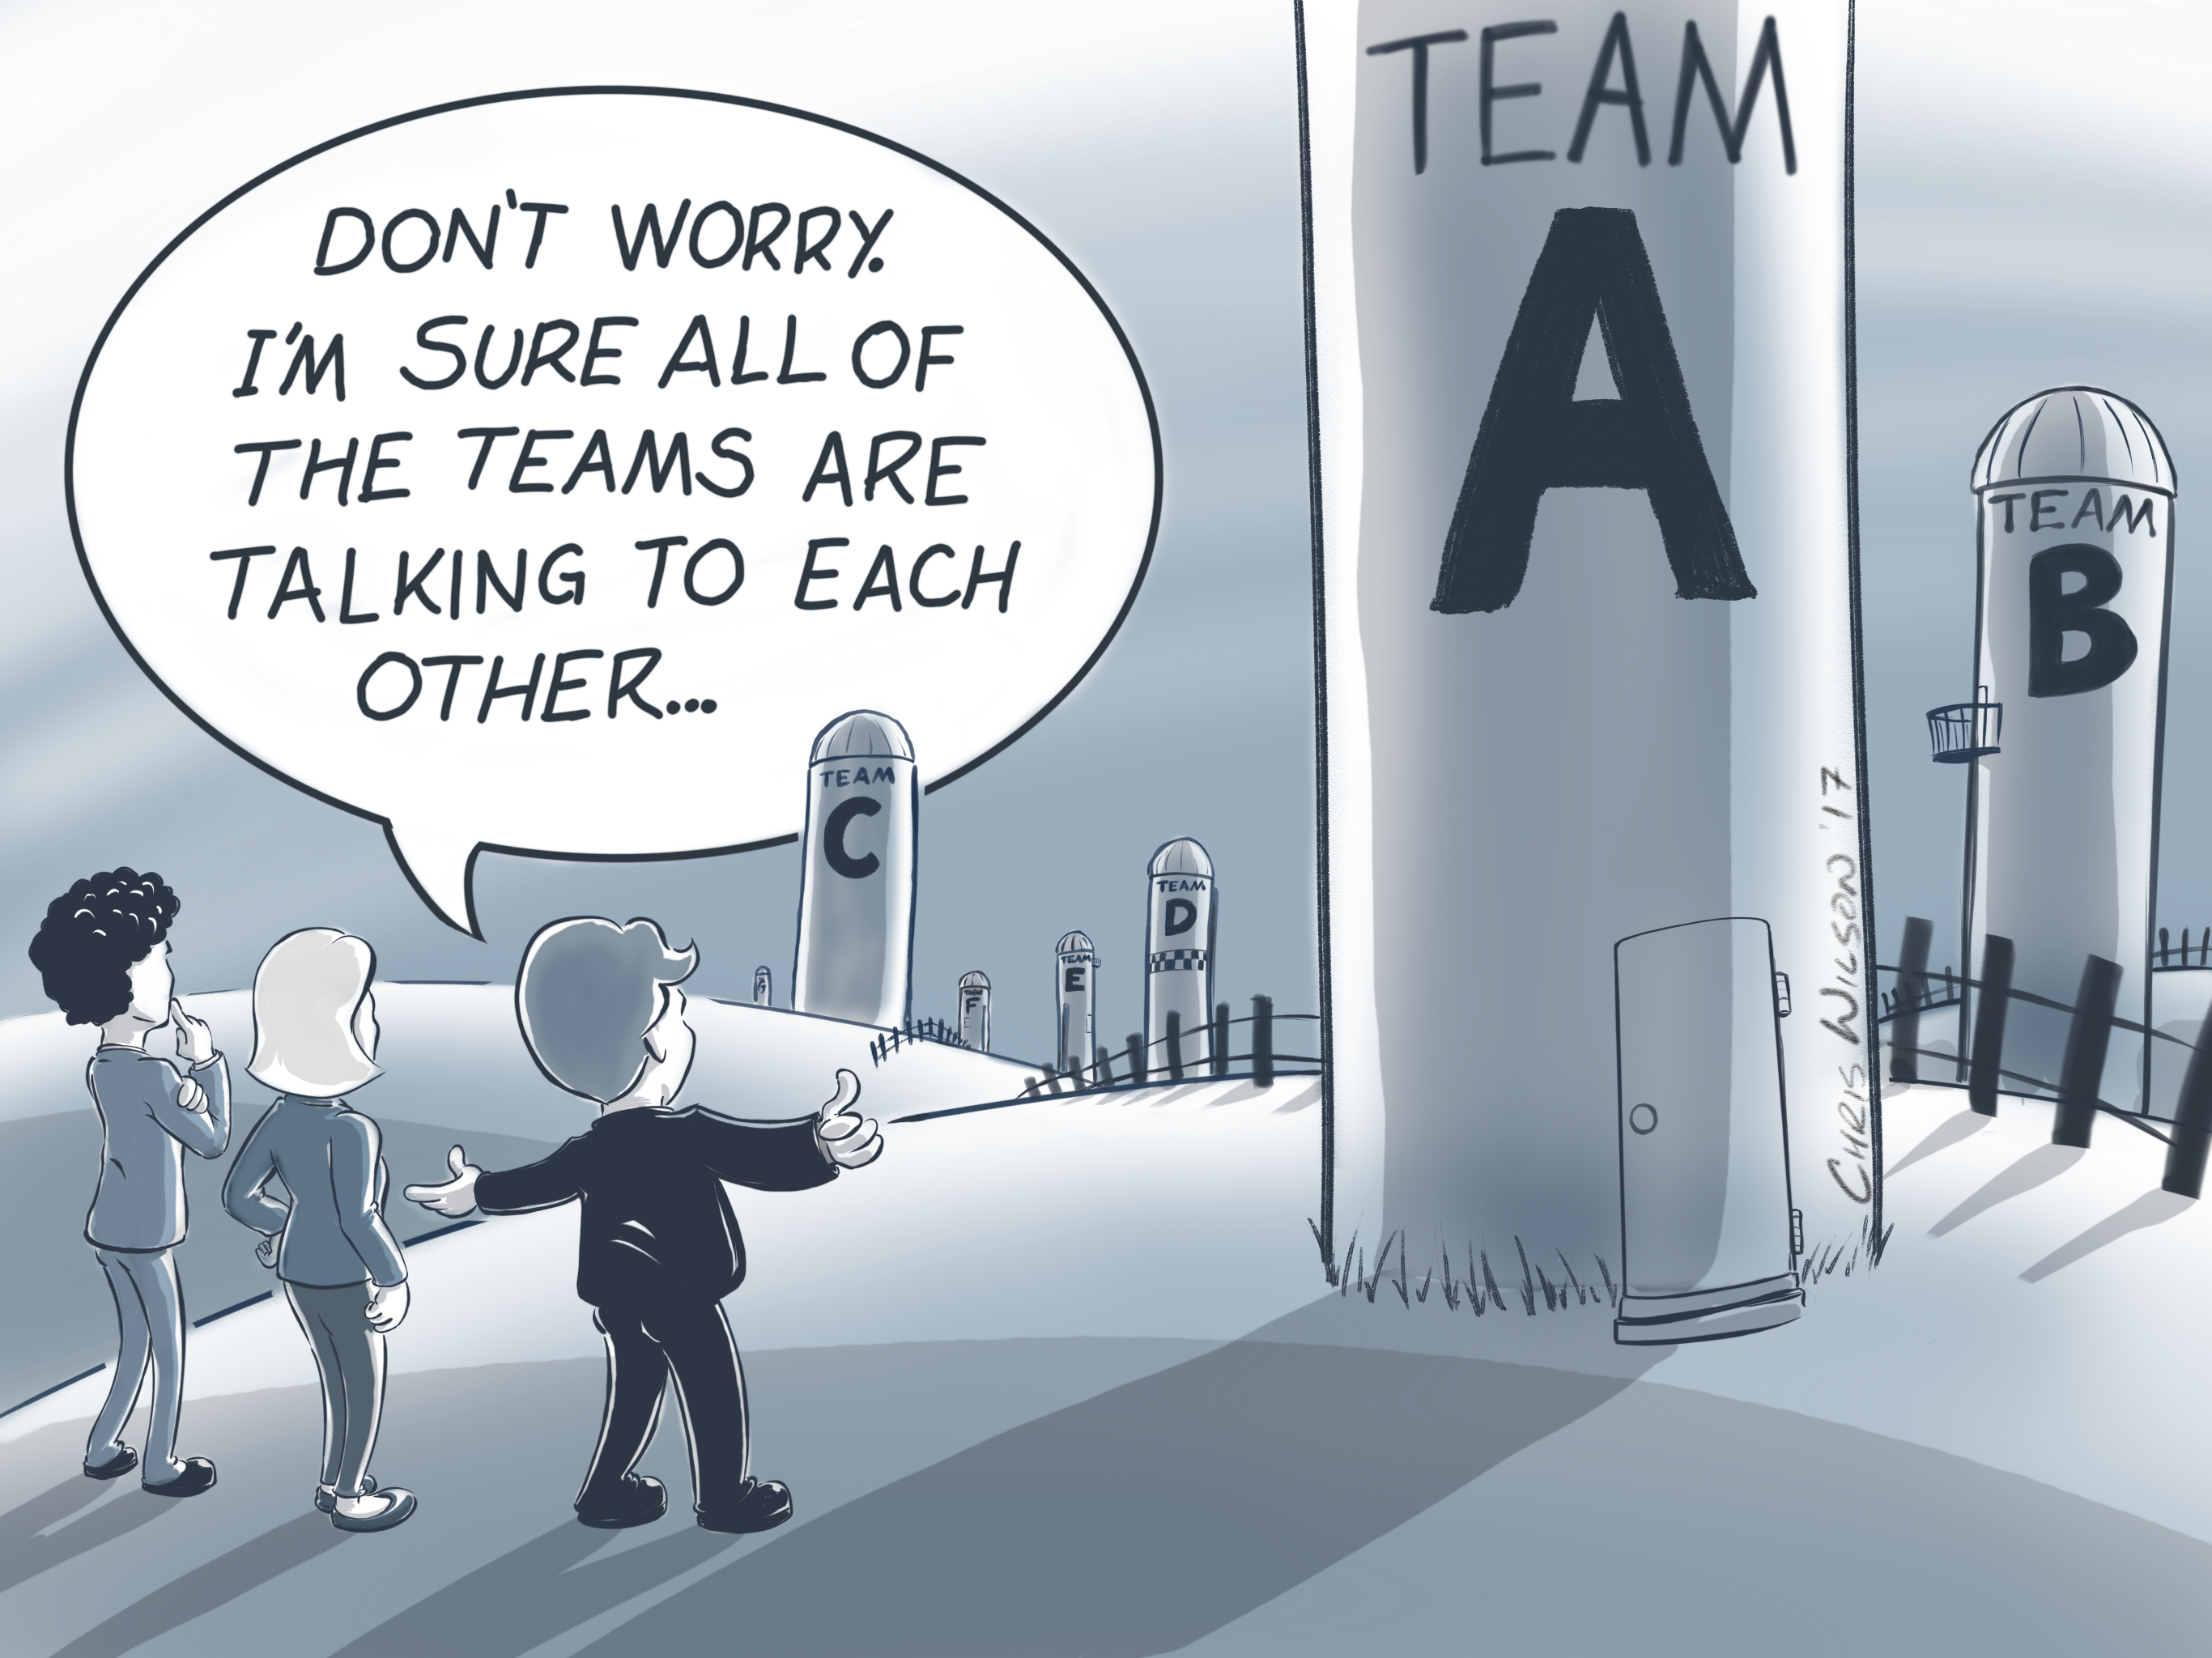 DON'T WORRY.
I'M SURE ALL OF
THE TEAMS ARE
TALKING TO EACH
OTHER...
TEAM
A
TEAM
B
TEAM
C
TEAM
D
TEAM
E
TEAM
F
G
CHRIS WILSON '17